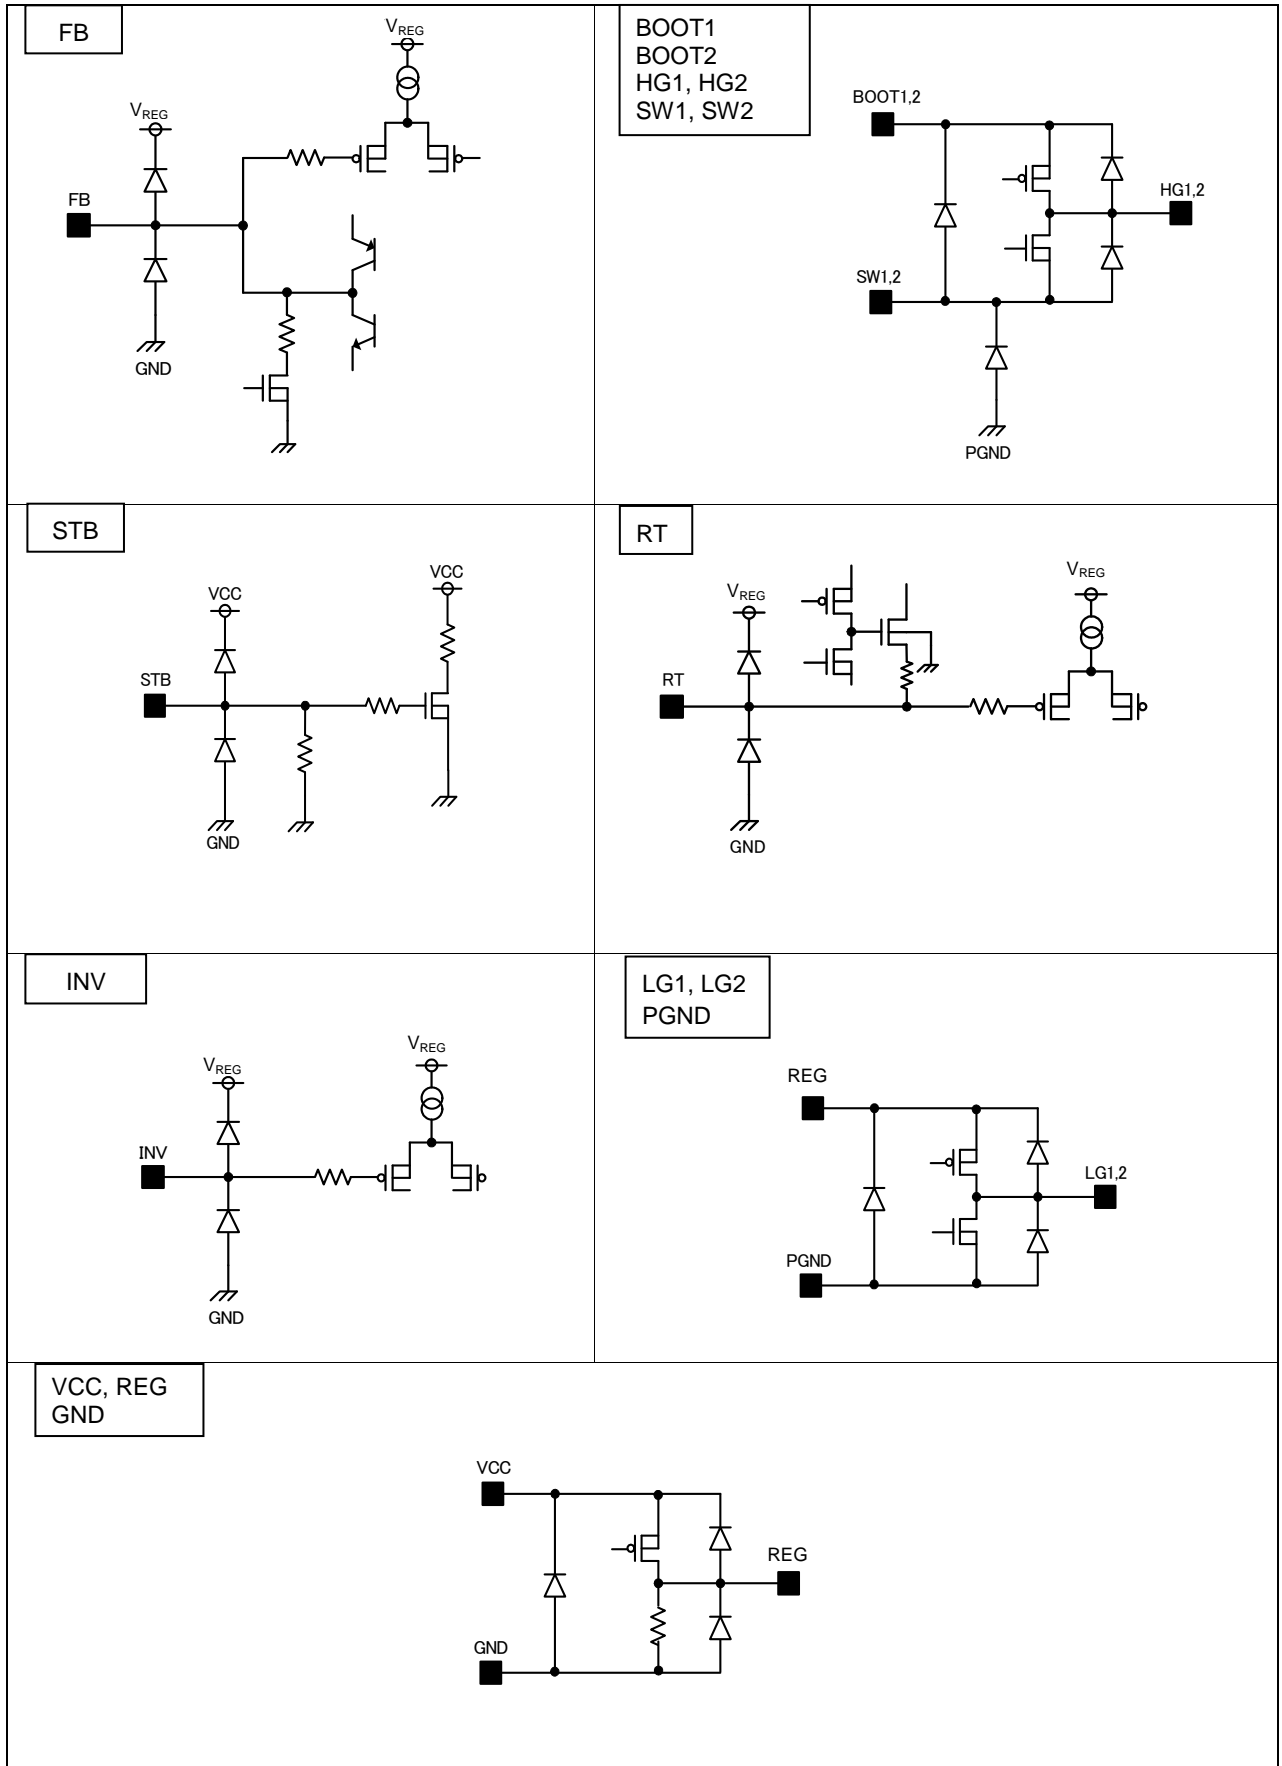 FB
VREG
VREG
FB
GND
BOOT1
BOOT2
HG1, HG2
SW1, SW2
BOOT1,2
HG1,2
SW1,2
PGND
STB
VCC
VCC
STB
GND
RT
VREG
VREG
RT
GND
INV
VREG
VREG
INV
GND
LG1, LG2
PGND
REG
LG1,2
PGND
VCC, REG
GND
VCC
REG
GND